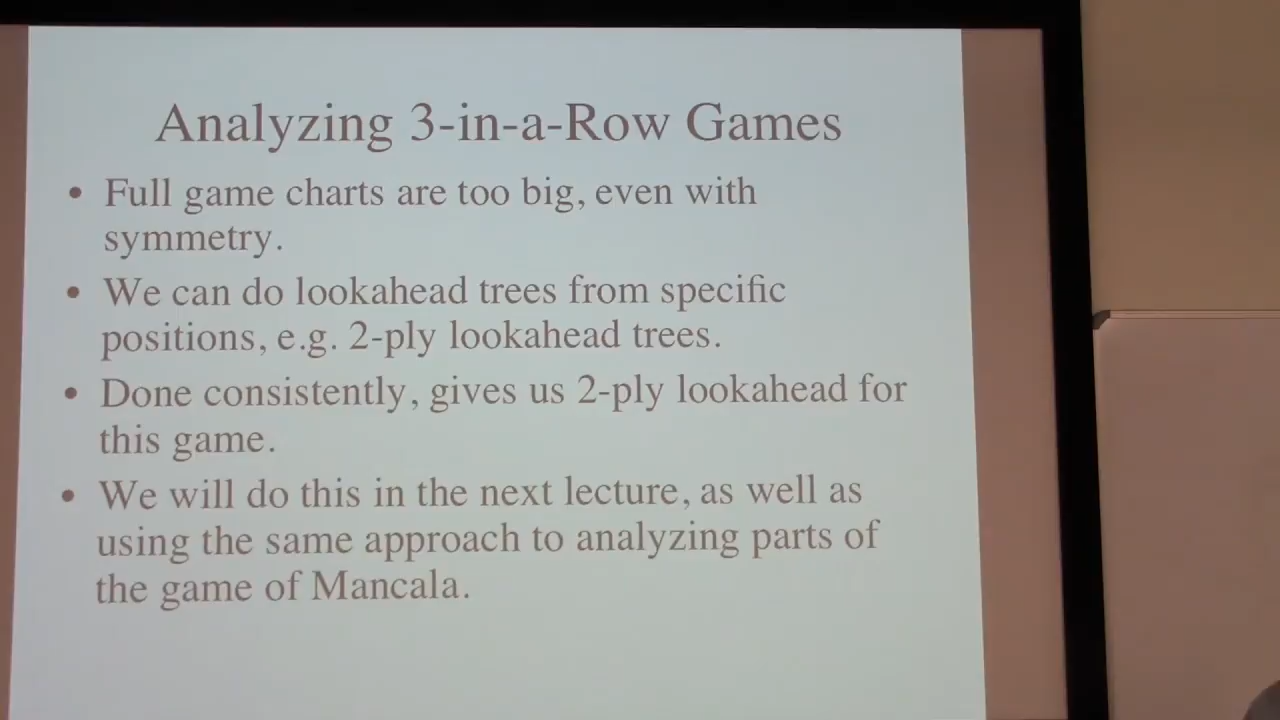 Analyzing 3-in-a-Row Games
• Full game charts are too big, even with
symmetry.
• We can do lookahead trees from specific
positions, e.g. 2-ply lookahead trees.
• Done consistently, gives us 2-ply lookahead for
this game.
• We will do this in the next lecture, as well as
using the same approach to analyzing parts of
the game of Mancala.